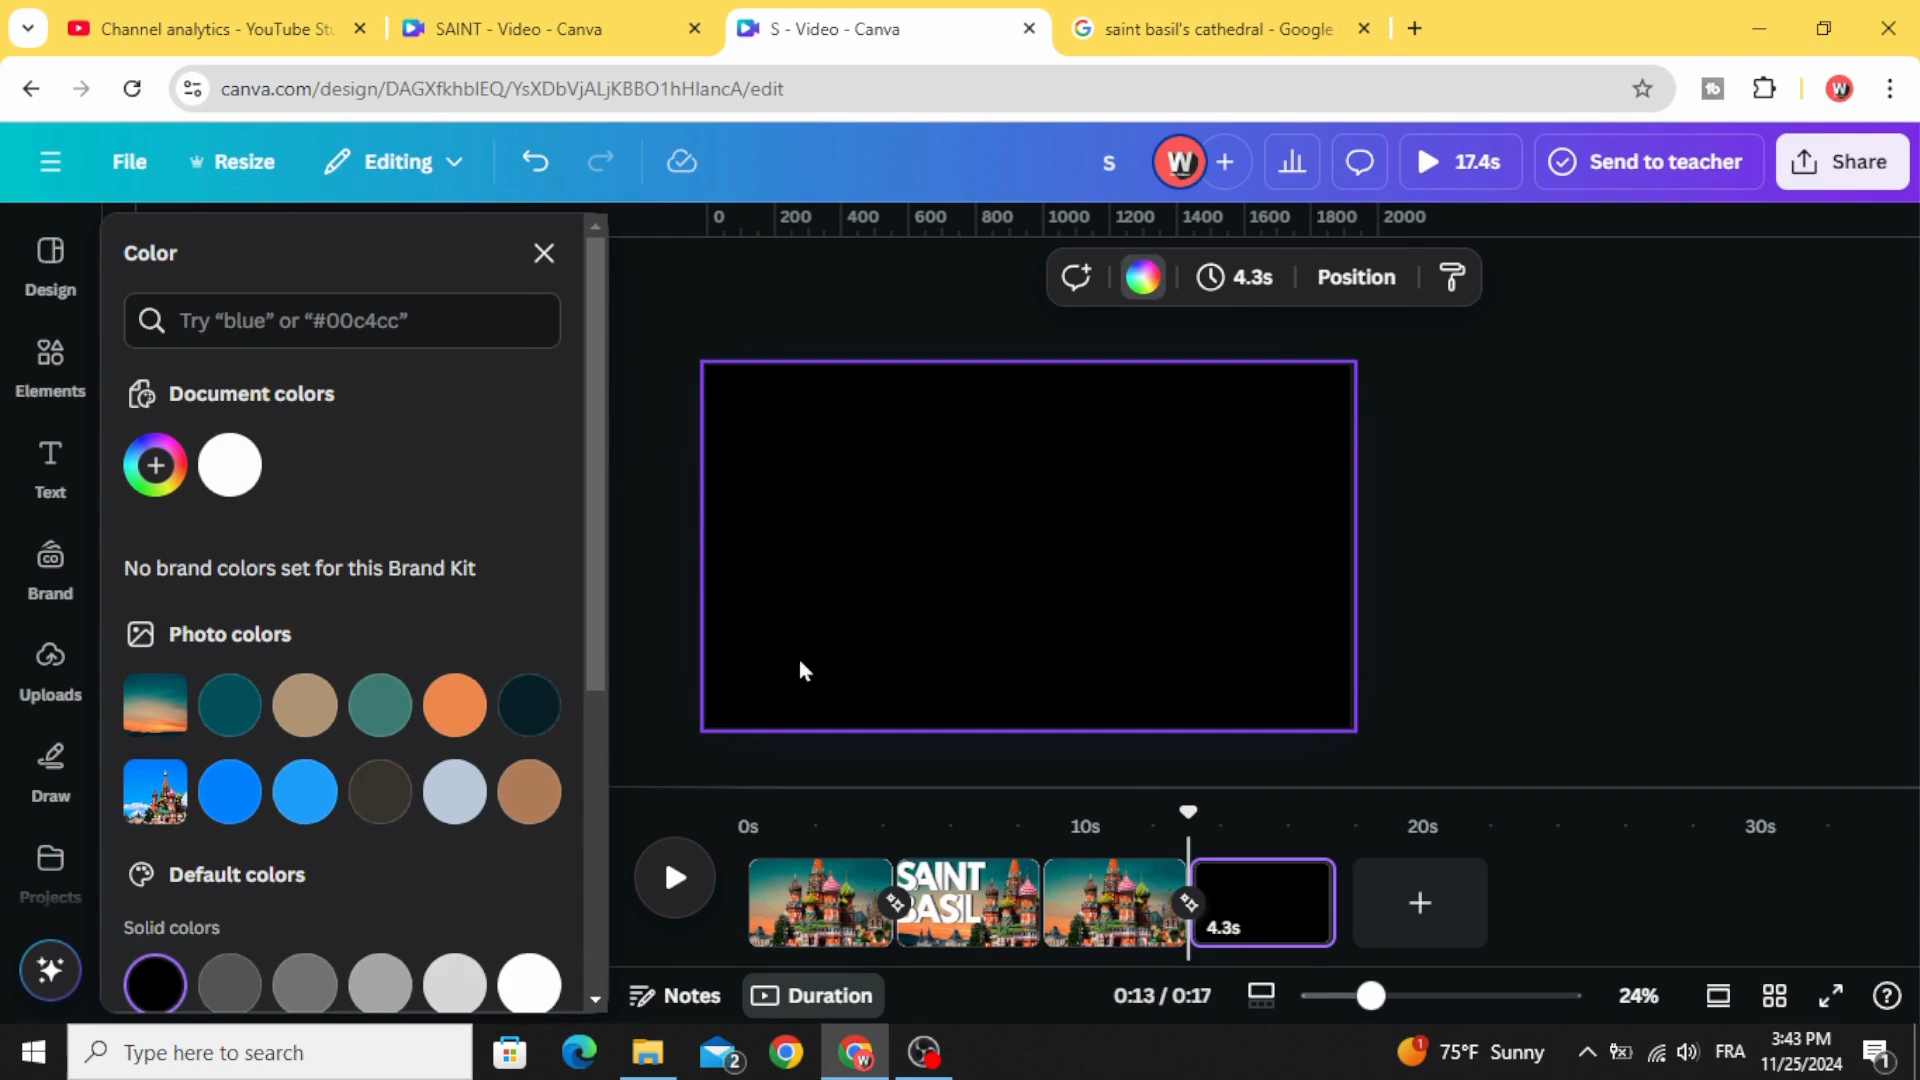 Channel analytics - YouTube Stu
SAINT - Video - Canva
S - Video - Canva
saint basil's cathedral - Google
canva.com/design/DAGXfkhbIEQ/YsXDbVjALjKBBO1hHIancA/edit
File
Resize
Editing
S
W
17.4s
Send to teacher
Share
0 200 400 600 800 1000 1200 1400 1600 1800 2000
Design
Elements
Text
Brand
Uploads
Draw
Projects
Color
Try “blue” or “#00c4cc”
Document colors
No brand colors set for this Brand Kit
Photo colors
Default colors
Solid colors
4.3s
Position
0s 10s 20s 30s
SAINT
BASIL
4.3s
Notes
Duration
0:13 / 0:17
24%
Type here to search
2
W
1
75°F Sunny
FRA
3:43 PM
11/25/2024
1